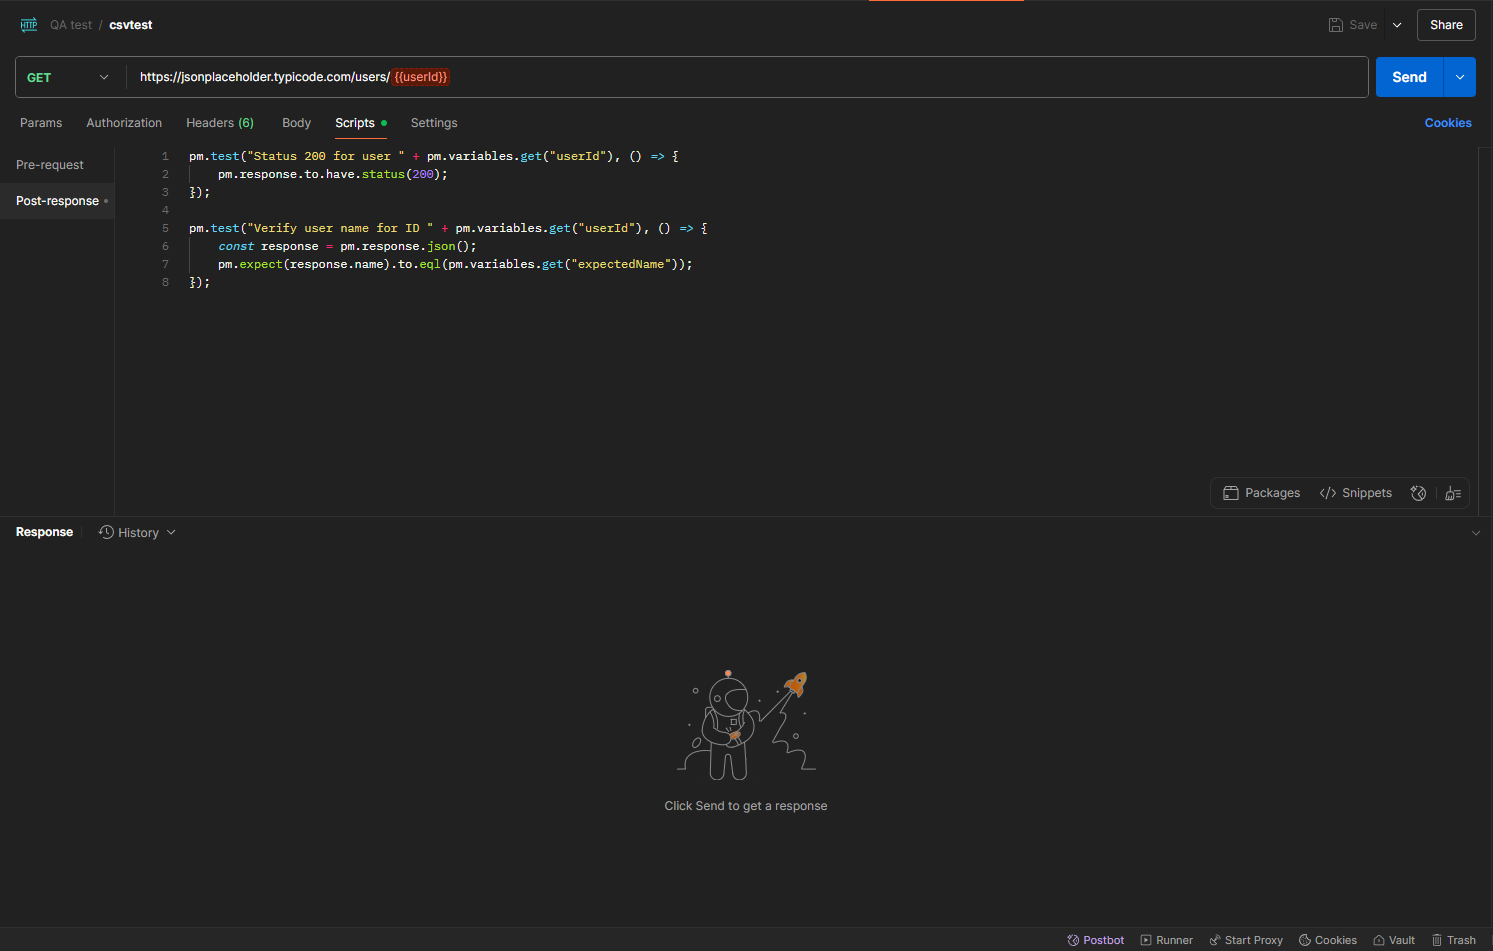 HTTP QA test / csvtest Save Share
GET https://jsonplaceholder.typicode.com/users/ {{userId}} Send
Params Authorization Headers (6) Body Scripts Settings Cookies
Pre-request
Post-response
1 pm.test("Status 200 for user " + pm.variables.get("userId"), () => {
2 pm.response.to.have.status(200);
3 });
4
5 pm.test("Verify user name for ID " + pm.variables.get("userId"), () => {
6 const response = pm.response.json();
7 pm.expect(response.name).to.eql(pm.variables.get("expectedName"));
8 });
Packages </> Snippets
Response History
Click Send to get a response
Postbot Runner Start Proxy Cookies Vault Trash